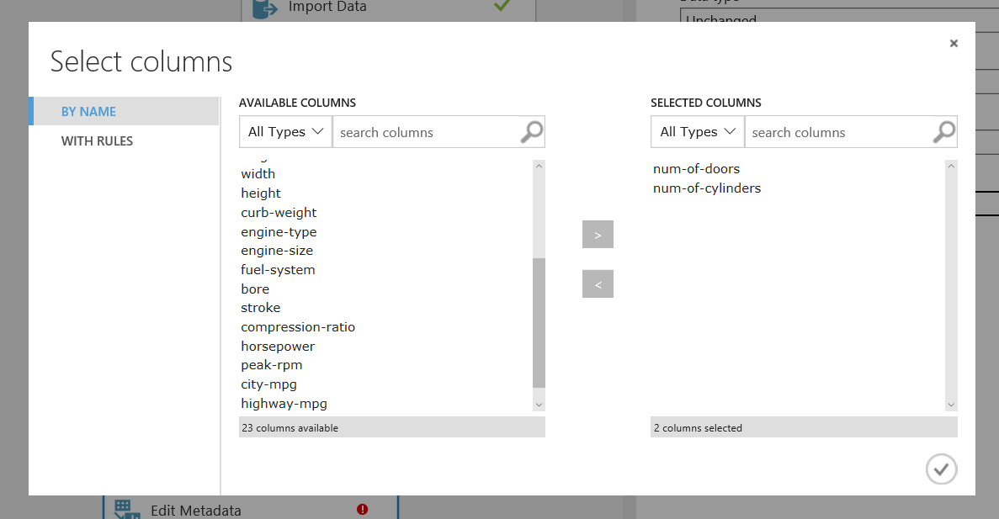 Import Data
Unchanged
Select columns
BY NAME
WITH RULES
AVAILABLE COLUMNS
All Types
search columns
width
height
curb-weight
engine-type
engine-size
fuel-system
bore
stroke
compression-ratio
horsepower
peak-rpm
city-mpg
highway-mpg
23 columns available
>
<
SELECTED COLUMNS
All Types
search columns
num-of-doors
num-of-cylinders
2 columns selected
Edit Metadata